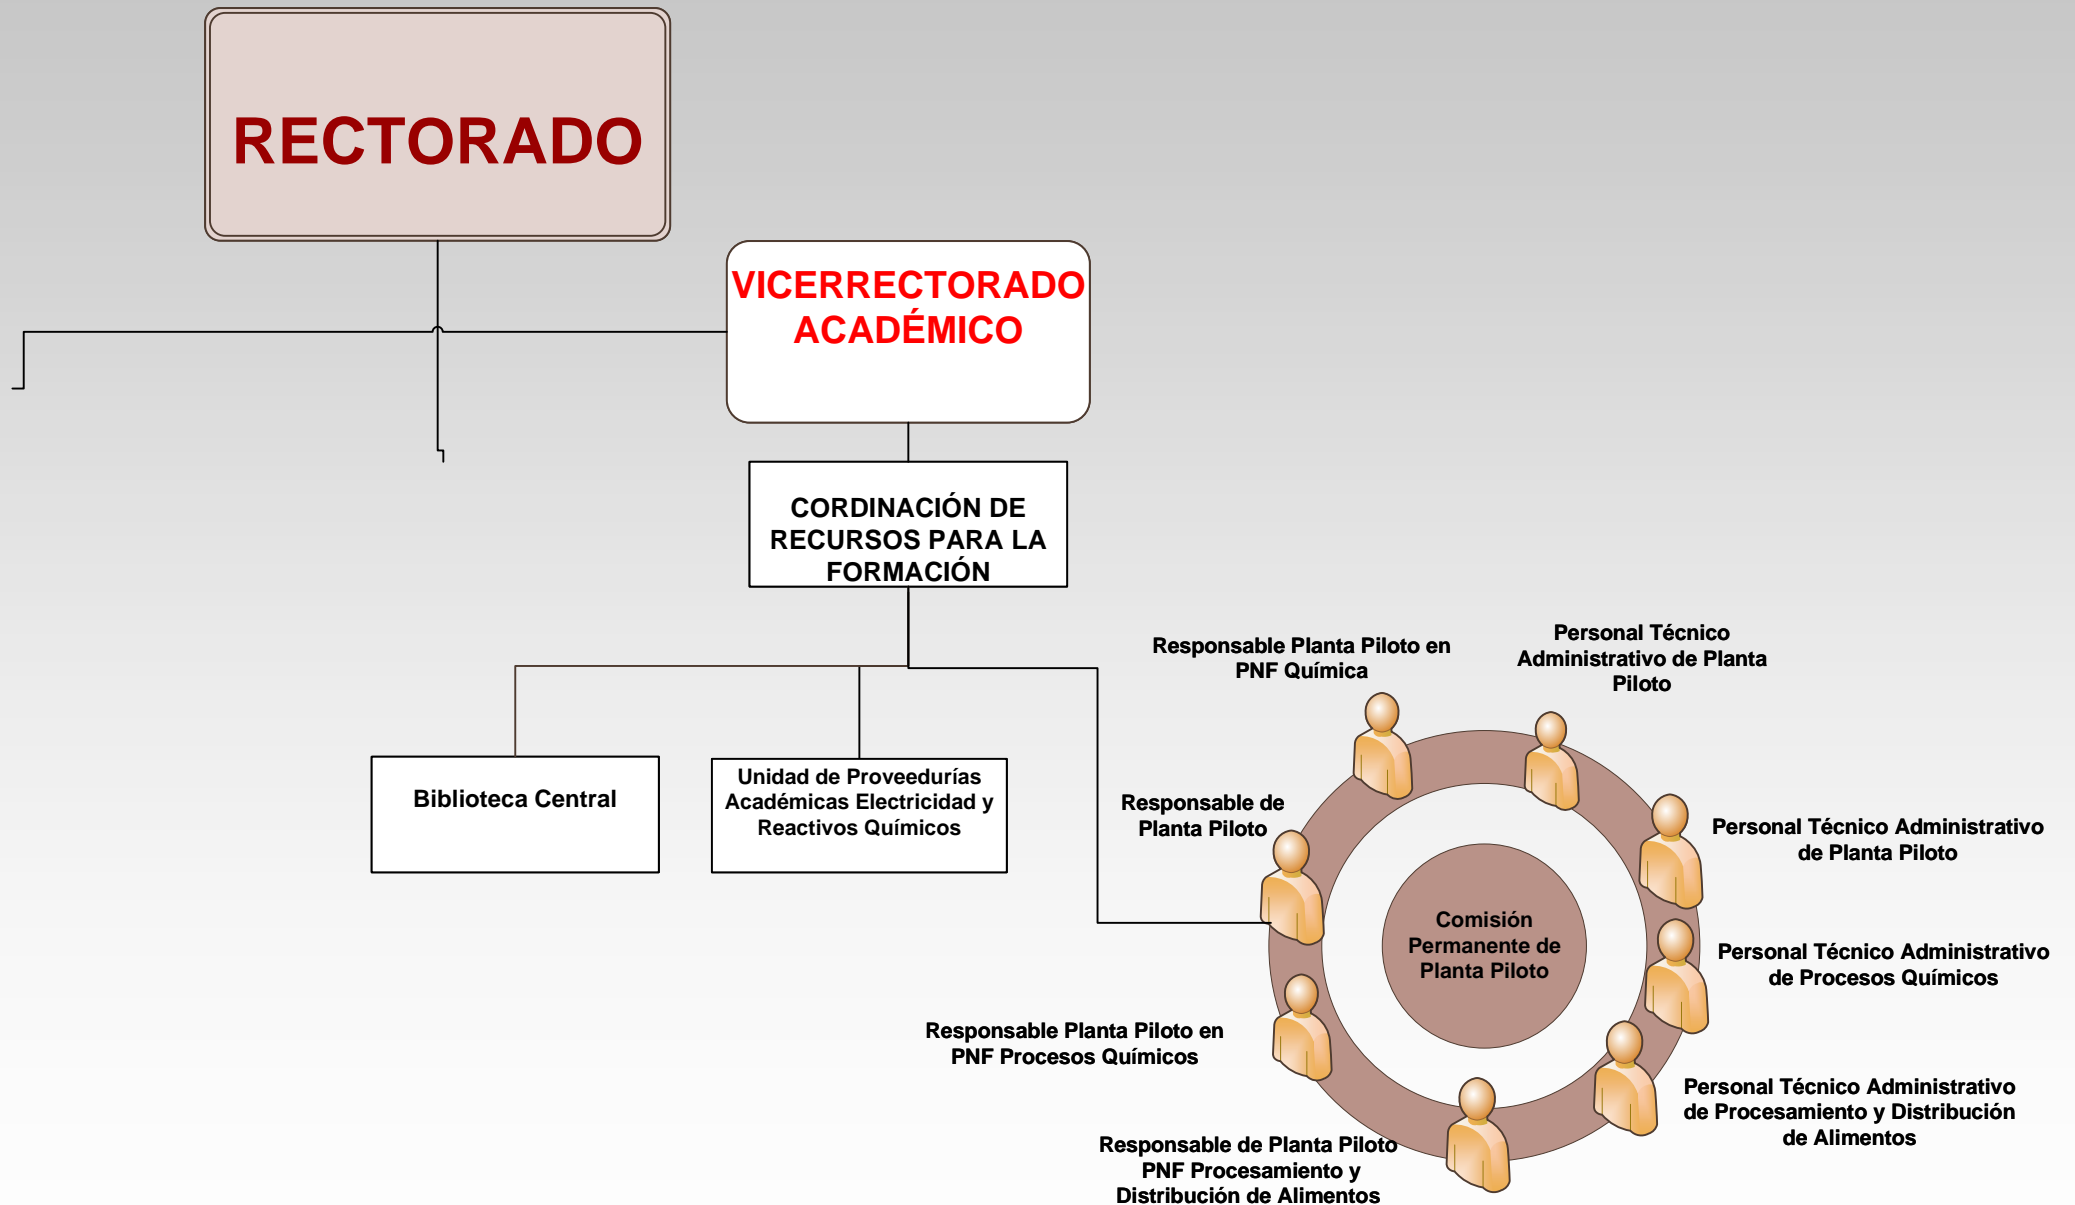 RECTORADO
VICERRECTORADO
ACADÉMICO
CORDINACIÓN DE
RECURSOS PARA LA
FORMACIÓN
Biblioteca Central
Unidad de Proveedurías
Académicas Electricidad y
Reactivos Químicos
Responsable Planta Piloto en
PNF Química
Personal Técnico
Administrativo de Planta
Piloto
Responsable de
Planta Piloto
Personal Técnico Administrativo
de Planta Piloto
Comisión
Permanente de
Planta Piloto
Personal Técnico Administrativo
de Procesos Químicos
Responsable Planta Piloto en
PNF Procesos Químicos
Personal Técnico Administrativo
de Procesamiento y Distribución
de Alimentos
Responsable de Planta Piloto
PNF Procesamiento y
Distribución de Alimentos